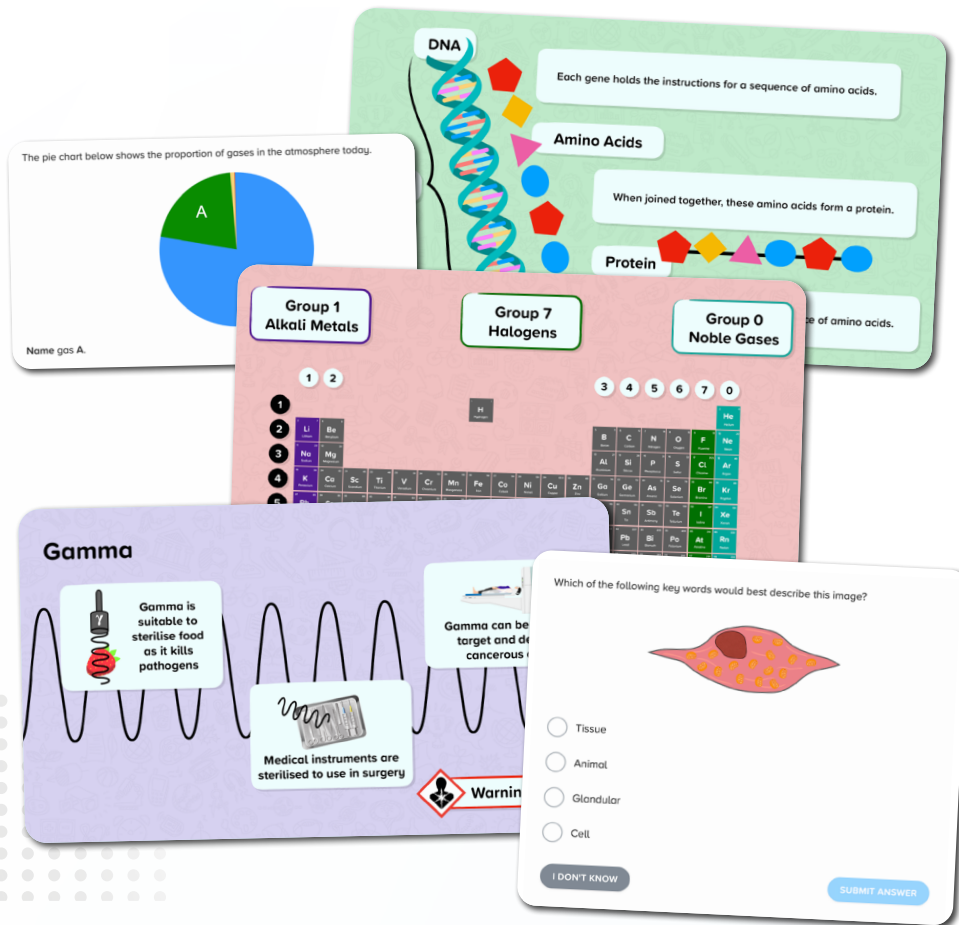 DNA
Each gene holds the instructions for a sequence of amino acids.
Amino Acids
When joined together, these amino acids form a protein.
Protein
ce of amino acids.
The pie chart below shows the proportion of gases in the atmosphere today.
A
Name gas A.
Group 1
Alkali Metals
Group 7
Halogens
Group 0
Noble Gases
1 2
3 4 5 6 7 0
1
H
He
2
Li Be
B C N O F Ne
3
Na Mg
Al Si P S Cl Ar
4
K Ca Sc Ti V Cr Mn Fe Co Ni Cu Zn Ga Ge As Se Br Kr
Sn Sb Te I Xe
Pb Bi Po At Rn
Gamma
γ
Gamma is
suitable to
sterilise food
as it kills
pathogens
Medical instruments are
sterilised to use in surgery
Gamma can be
target and de
cancerous
Warnin
Which of the following key words would best describe this image?
Tissue
Animal
Glandular
Cell
I DON'T KNOW
SUBMIT ANSWER